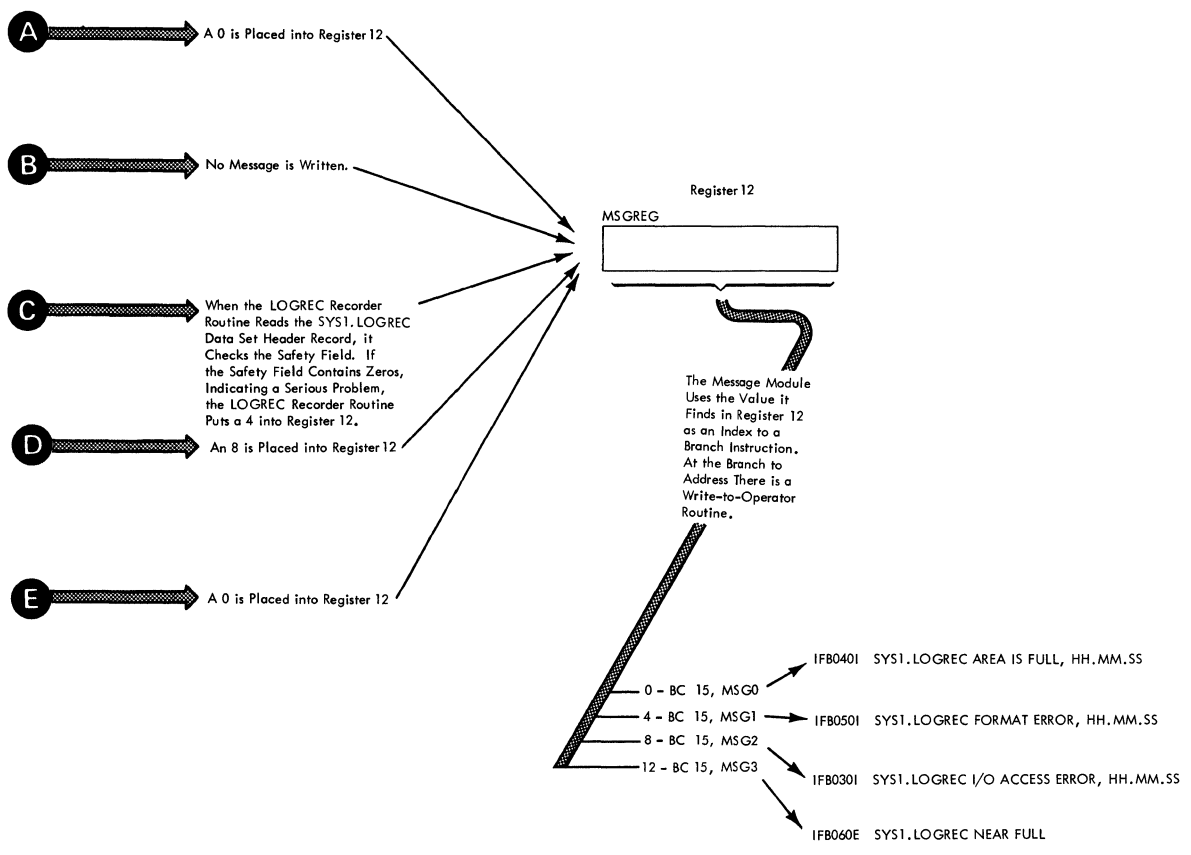 A
A 0 is Placed into Register 12
B
No Message is Written.
Register 12
MSGREG
C
When the LOGREC Recorder
Routine Reads the SYS1.LOGREC
Data Set Header Record, it
Checks the Safety Field. If
the Safety Field Contains Zeros,
Indicating a Serious Problem,
the LOGREC Recorder Routine
Puts a 4 into Register 12.
D
An 8 is Placed into Register 12
The Message Module
Uses the Value it
Finds in Register 12
as an Index to a
Branch Instruction.
At the Branch to
Address There is a
Write-to-Operator
Routine.
E
A 0 is Placed into Register 12
0 - BC 15, MSG0
4 - BC 15, MSG1
8 - BC 15, MSG2
12 - BC 15, MSG3
IFB040I SYS1.LOGREC AREA IS FULL, HH.MM.SS
IFB050I SYS1.LOGREC FORMAT ERROR, HH.MM.SS
IFB030I SYS1.LOGREC I/O ACCESS ERROR, HH.MM.SS
IFB060E SYS1.LOGREC NEAR FULL